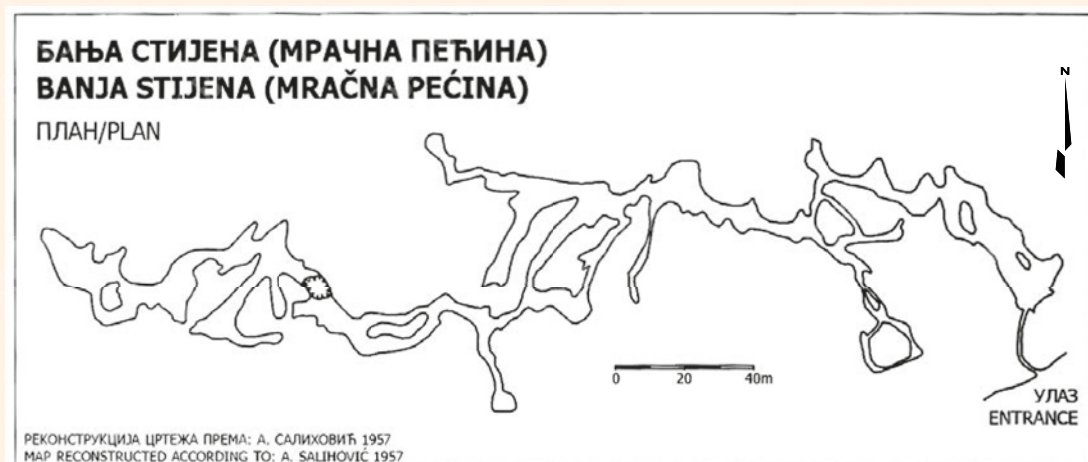 БАЊА СТИЈЕНА (МРАЧНА ПЕЋИНА)
BANJA STIJENA (MRAČNA PEĆINA)
ПЛАН/PLAN
N
0 20 40m
УЛАЗ
ENTRANCE
РЕКОНСТРУКЦИЈА ЦРТЕЖА ПРЕМА: А. САЛИХОВИЋ 1957
MAP RECONSTRUCTED ACCORDING TO: A. SALIHOVIĆ 1957